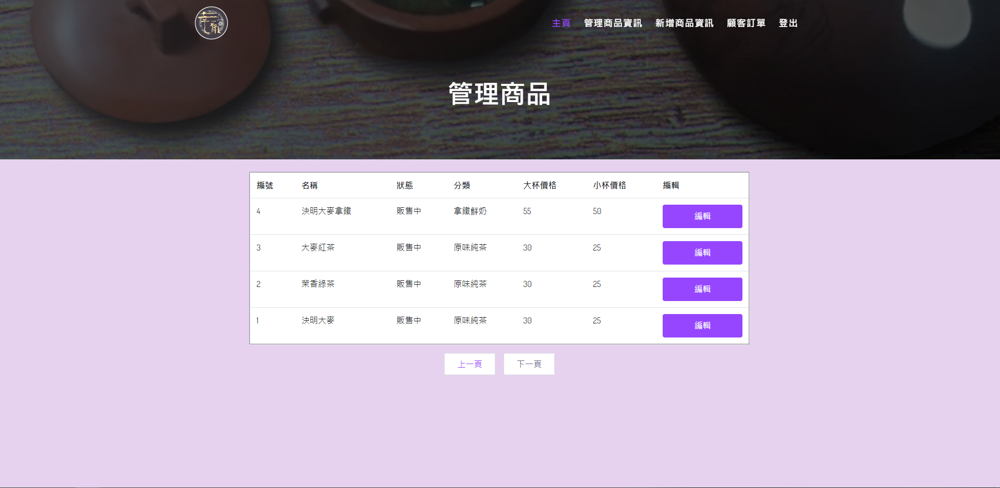 主頁 管理商品資訊 新增商品資訊 顧客訂單 登出
管理商品
編號 名稱 狀態 分類 大杯價格 小杯價格 編輯
4 決明大麥拿鐵 販售中 拿鐵鮮奶 55 50 編輯
3 大麥紅茶 販售中 原味純茶 30 25 編輯
2 茉香綠茶 販售中 原味純茶 30 25 編輯
1 決明大麥 販售中 原味純茶 30 25 編輯
上一頁 下一頁